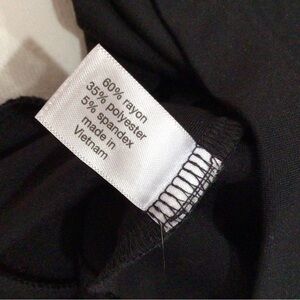 60% rayon
35% polyester
5% spandex
made in
Vietnam